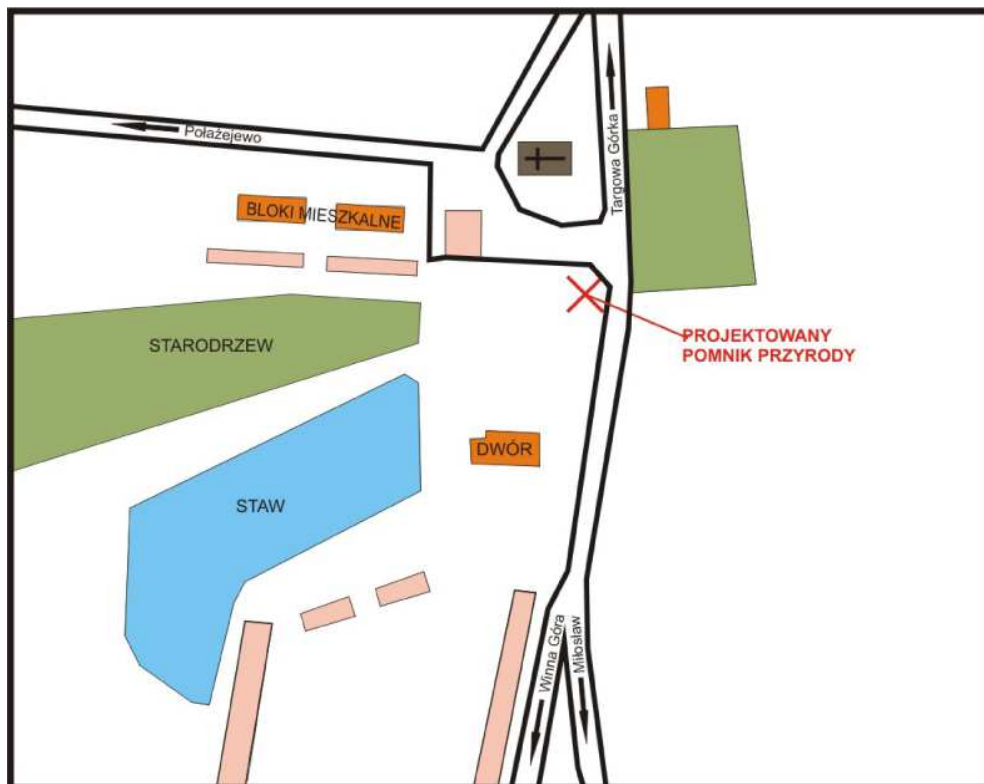 Połażejewo
Targowa Górka
BLOKI MIESZKALNE
PROJEKTOWANY
POMNIK PRZYRODY
STARODRZEW
DWÓR
STAW
Winna Góra
Miłosław